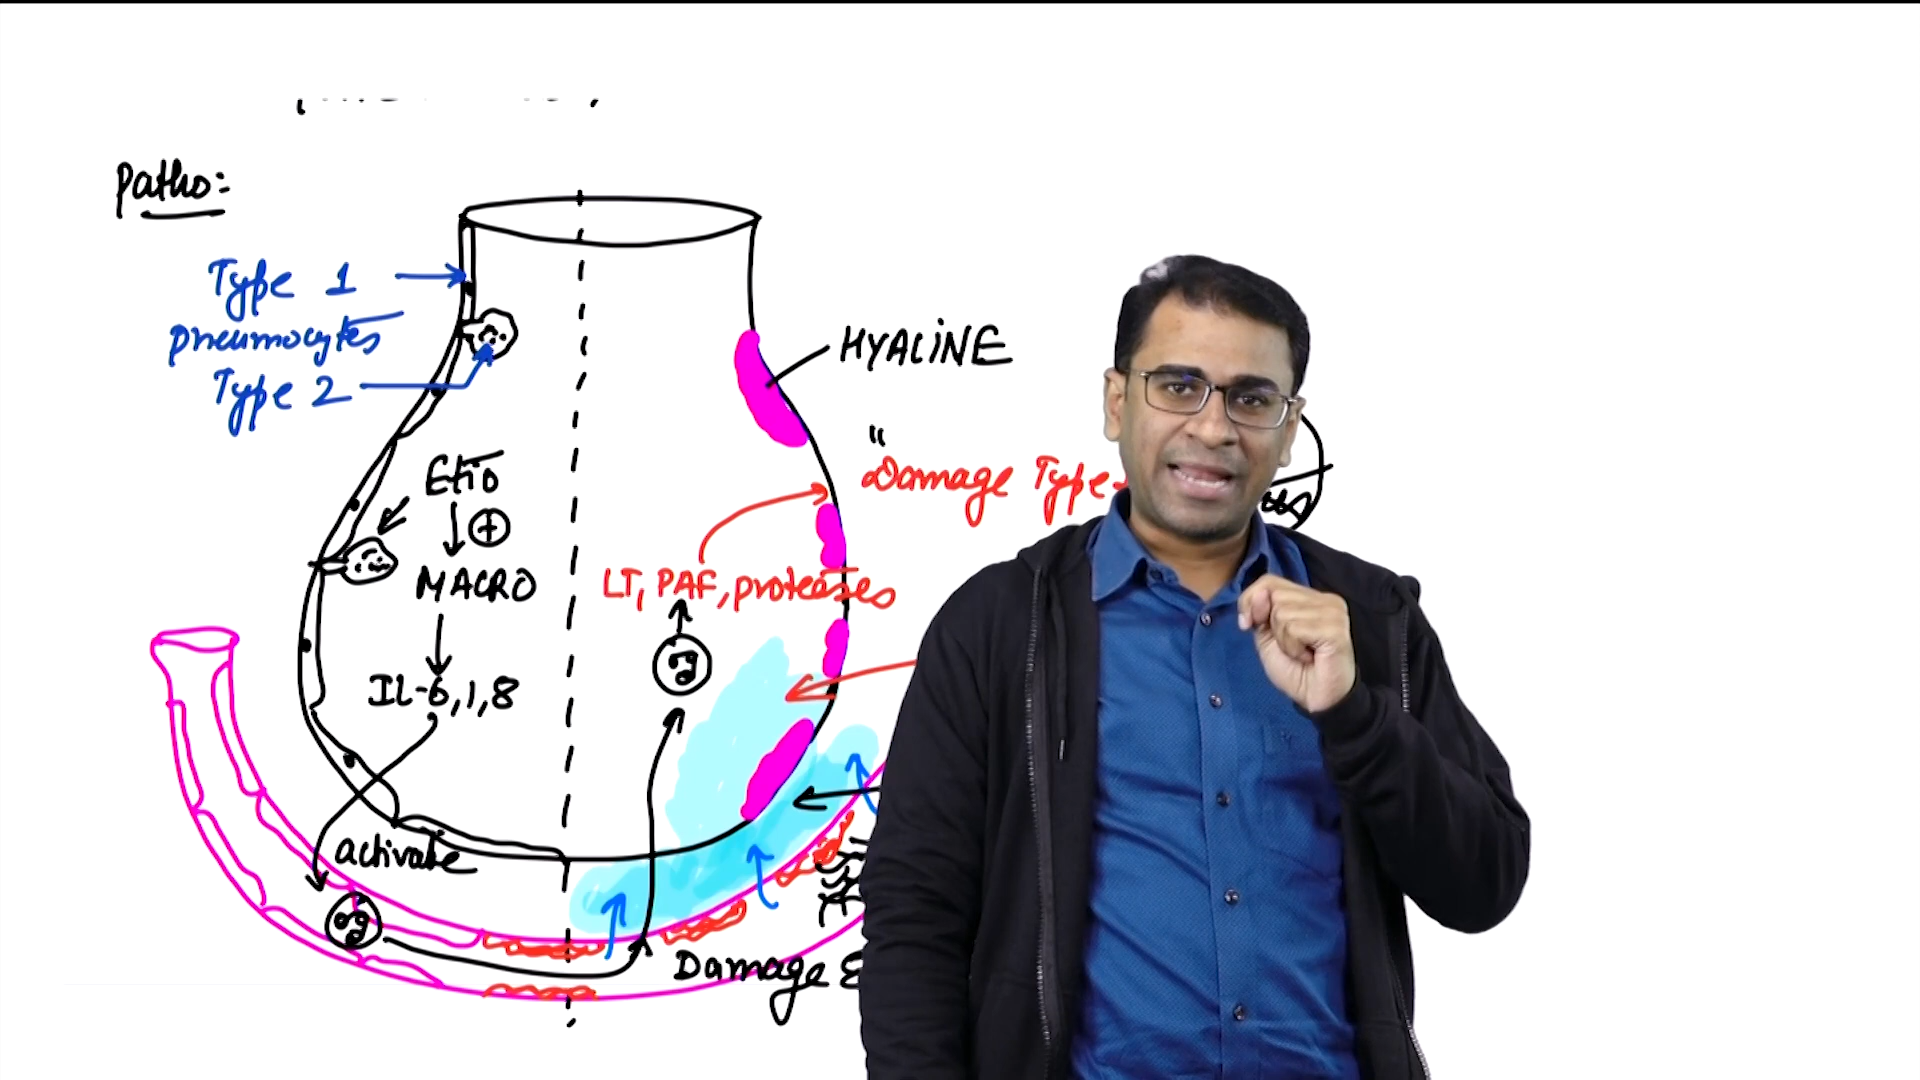 Patho:
Type 1
pneumocytes
Type 2
HYALINE
"Damage Type-
Etio
+
MACRO
LT, PAF, proteases
IL-6,1,8
activate
Damage E